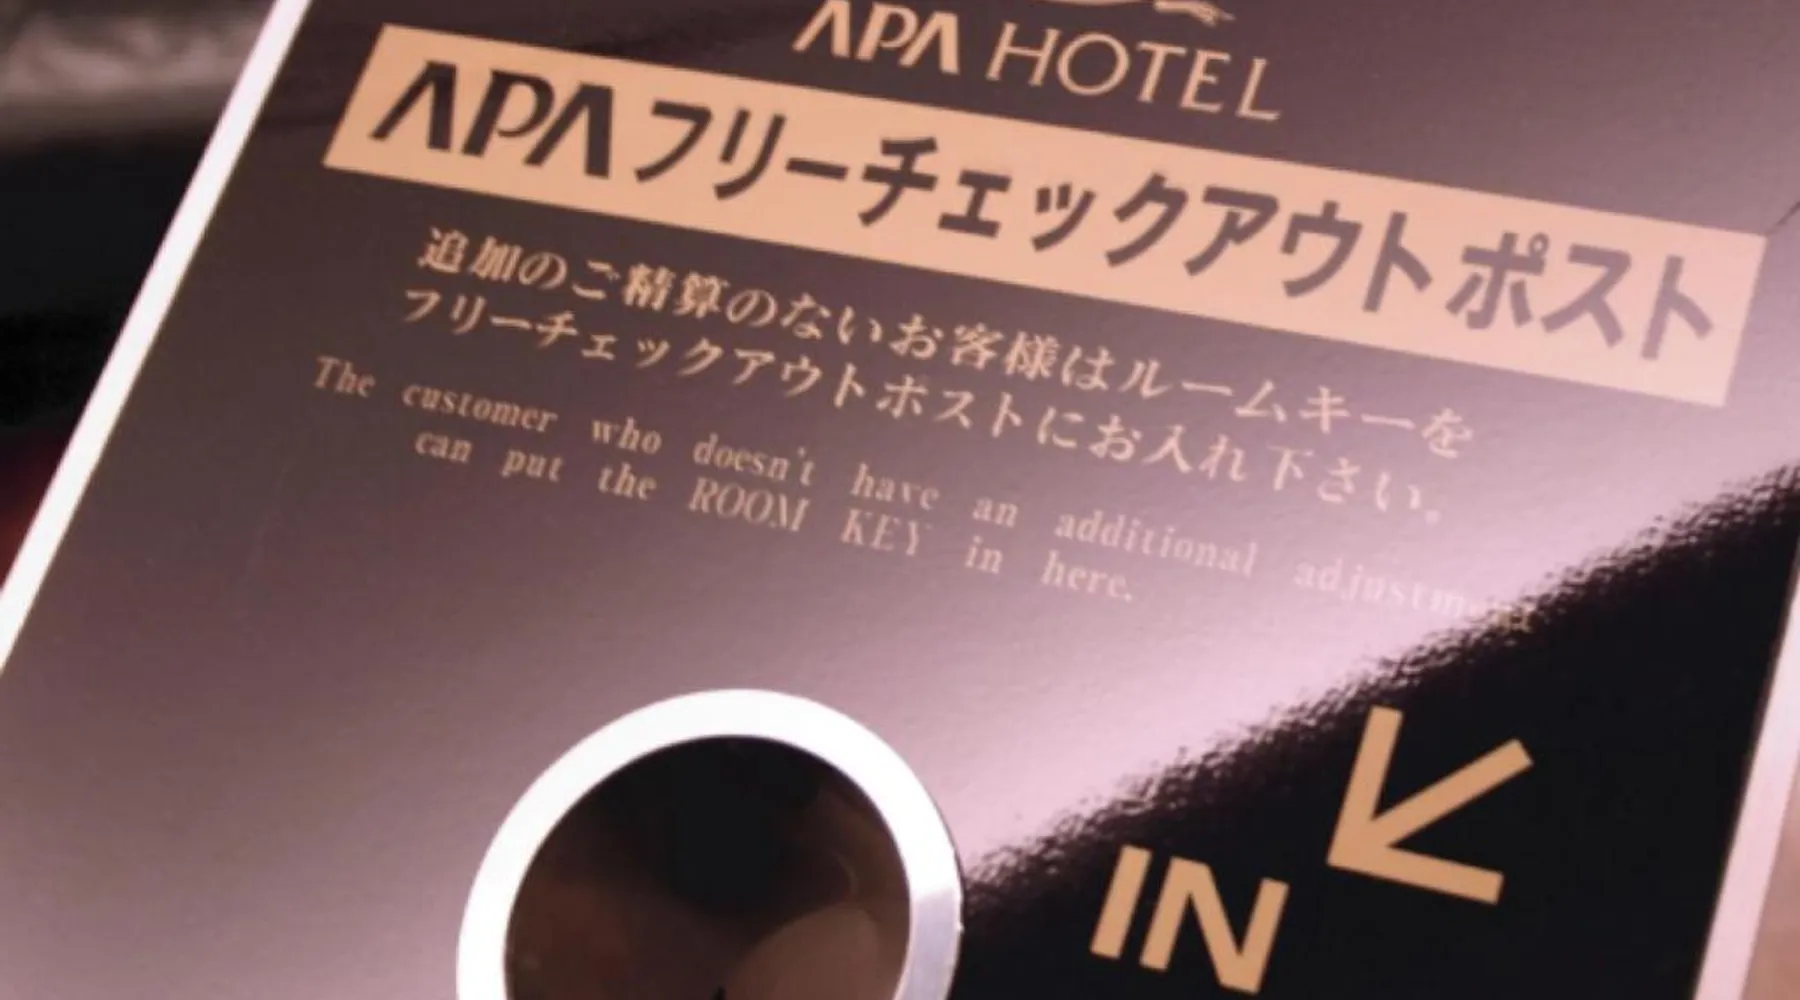 APA HOTEL
APAフリーチェックアウトポスト
追加のご精算のないお客様はルームキーを
フリーチェックアウトポストにお入れ下さい。
The customer who doesn't have an additional
can put the ROOM KEY in here.
IN